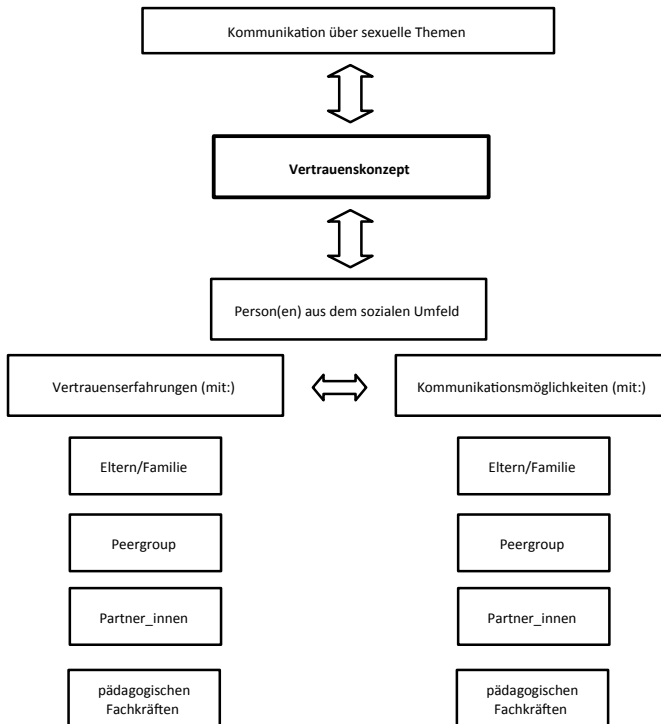 Kommunikation über sexuelle Themen
Vertrauenskonzept
Person(en) aus dem sozialen Umfeld
Vertrauenserfahrungen (mit:)
Kommunikationsmöglichkeiten (mit:)
Eltern/Familie
Eltern/Familie
Peergroup
Peergroup
Partner_innen
Partner_innen
pädagogischen
Fachkräften
pädagogischen
Fachkräften